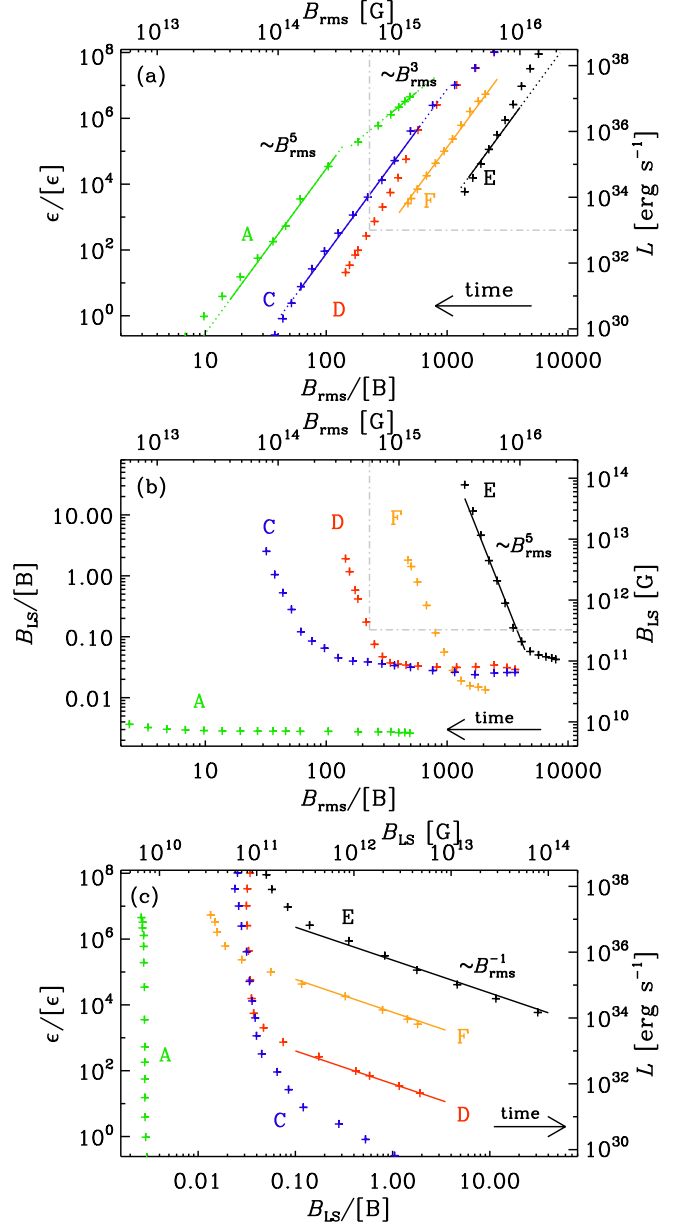 B_rms [G]
10^13 10^14 10^15 10^16
(a)
ϵ/[ϵ]
10^8
10^6
10^4
10^2
10^0
~B_rms^5
~B_rms^3
A
C
D
F
E
time
L [erg s^−1]
10^38
10^36
10^34
10^32
10^30
10 100 1000 10000
B_rms/[B]
B_rms [G]
10^13 10^14 10^15 10^16
(b)
B_LS/[B]
10.00
1.00
0.10
0.01
C
D
F
E
~B_rms^5
A
time
B_LS [G]
10^14
10^13
10^12
10^11
10^10
10 100 1000 10000
B_rms/[B]
B_LS [G]
10^10 10^11 10^12 10^13 10^14
(c)
ϵ/[ϵ]
10^8
10^6
10^4
10^2
10^0
E
~B_rms^−1
F
A
D
C
time
L [erg s^−1]
10^38
10^36
10^34
10^32
10^30
0.01 0.10 1.00 10.00
B_LS/[B]